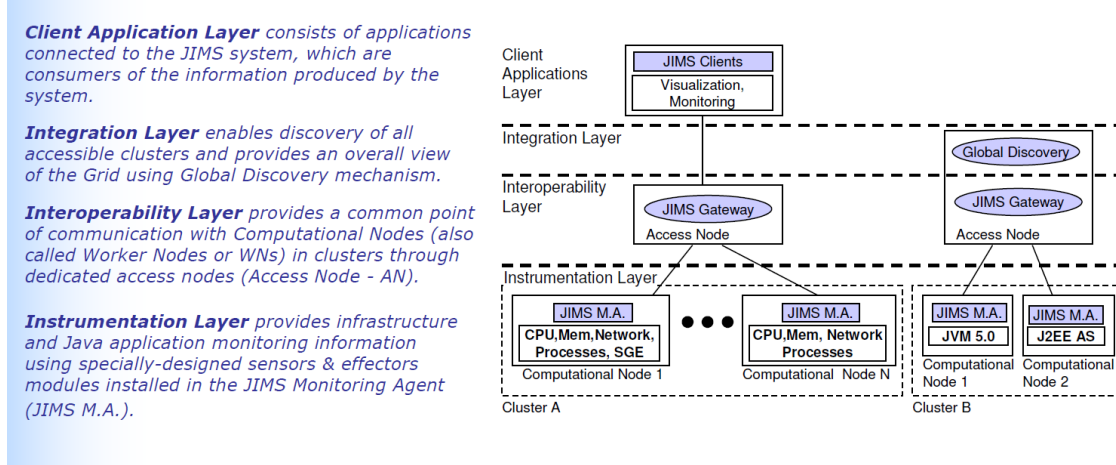 Client Application Layer consists of applications
connected to the JIMS system, which are
consumers of the information produced by the
system.
Integration Layer enables discovery of all
accessible clusters and provides an overall view
of the Grid using Global Discovery mechanism.
Interoperability Layer provides a common point
of communication with Computational Nodes (also
called Worker Nodes or WNs) in clusters through
dedicated access nodes (Access Node - AN).
Instrumentation Layer provides infrastructure
and Java application monitoring information
using specially-designed sensors & effectors
modules installed in the JIMS Monitoring Agent
(JIMS M.A.).
Client
Applications
Layer
JIMS Clients
Visualization,
Monitoring
Integration Layer
Global Discovery
Interoperability
Layer
JIMS Gateway
Access Node
JIMS Gateway
Access Node
Instrumentation Layer
JIMS M.A.
CPU,Mem,Network,
Processes, SGE
Computational Node 1
JIMS M.A.
CPU,Mem, Network
Processes
Computational Node N
Cluster A
JIMS M.A.
JVM 5.0
Computational
Node 1
JIMS M.A.
J2EE AS
Computational
Node 2
Cluster B